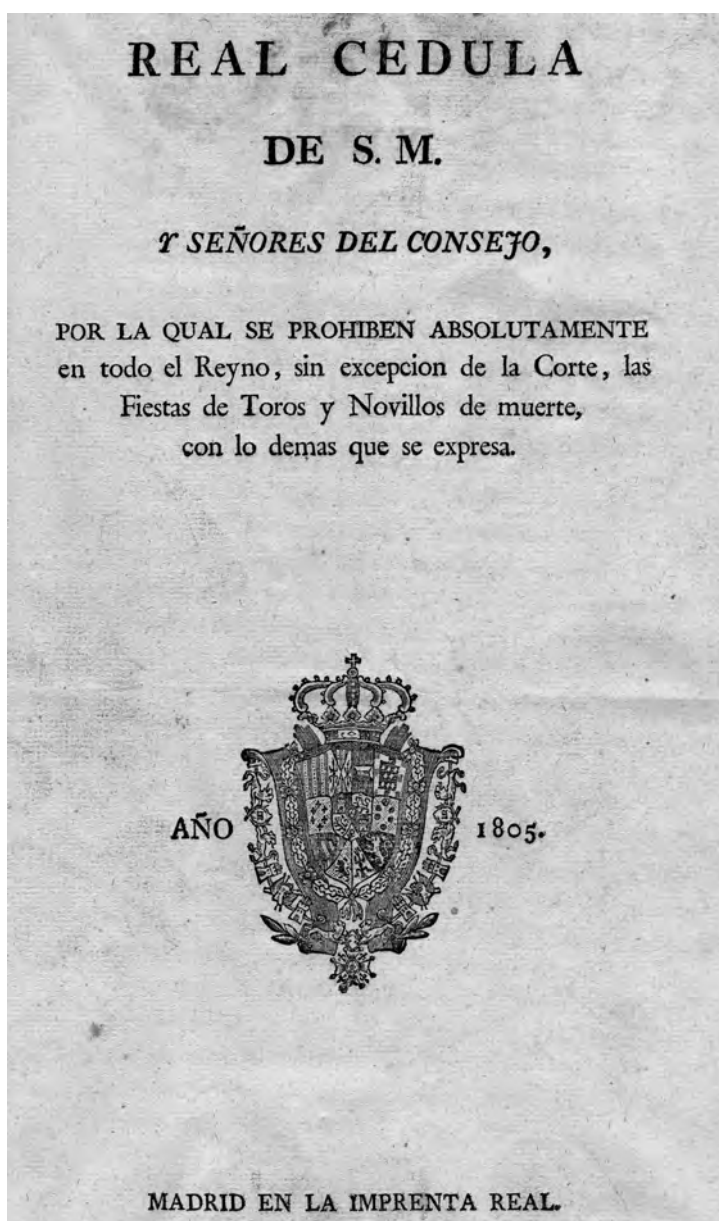 REAL CEDULA
DE S. M.
Y SEÑORES DEL CONSEJO,
POR LA QUAL SE PROHIBEN ABSOLUTAMENTE
en todo el Reyno, sin excepcion de la Corte, las
Fiestas de Toros y Novillos de muerte,
con lo demas que se expresa.
AÑO 1805.
MADRID EN LA IMPRENTA REAL.